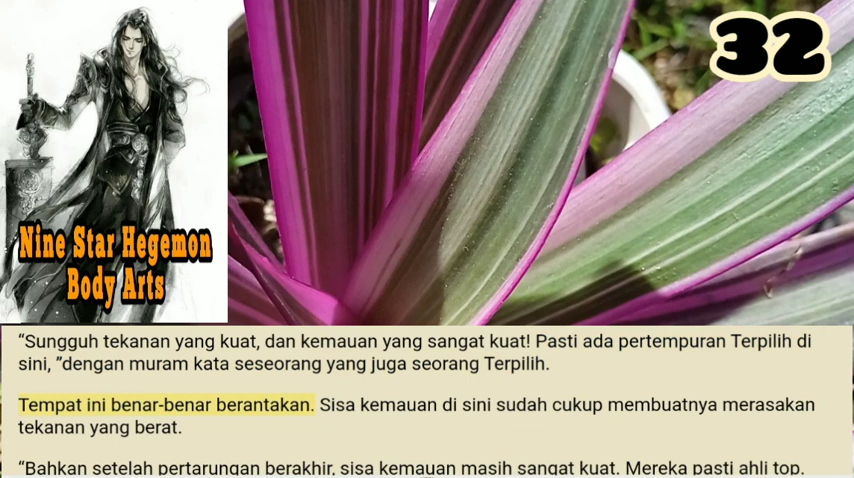 32
Nine Star Hegemon
Body Arts
“Sungguh tekanan yang kuat, dan kemauan yang sangat kuat! Pasti ada pertempuran Terpilih di
sini, ”dengan muram kata seseorang yang juga seorang Terpilih.
Tempat ini benar-benar berantakan. Sisa kemauan di sini sudah cukup membuatnya merasakan
tekanan yang berat.
“Bahkan setelah pertarungan berakhir, sisa kemauan masih sangat kuat. Mereka pasti ahli top.